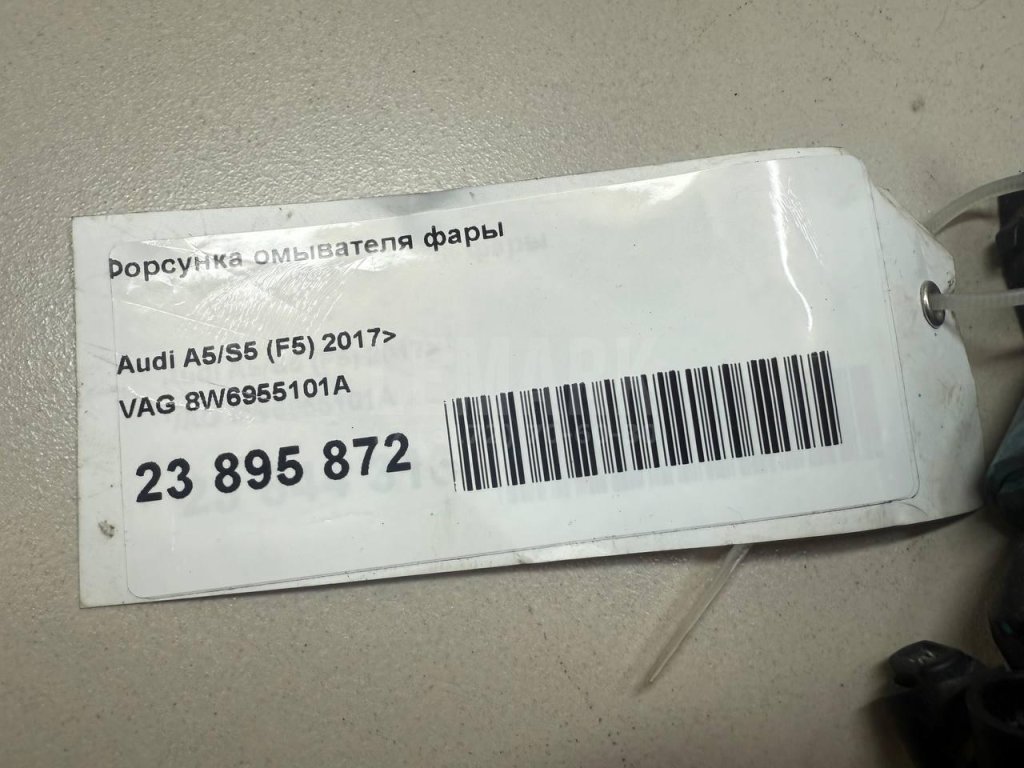 Форсунка омывателя фары
Audi A5/S5 (F5) 2017>
VAG 8W6955101A
23 895 872